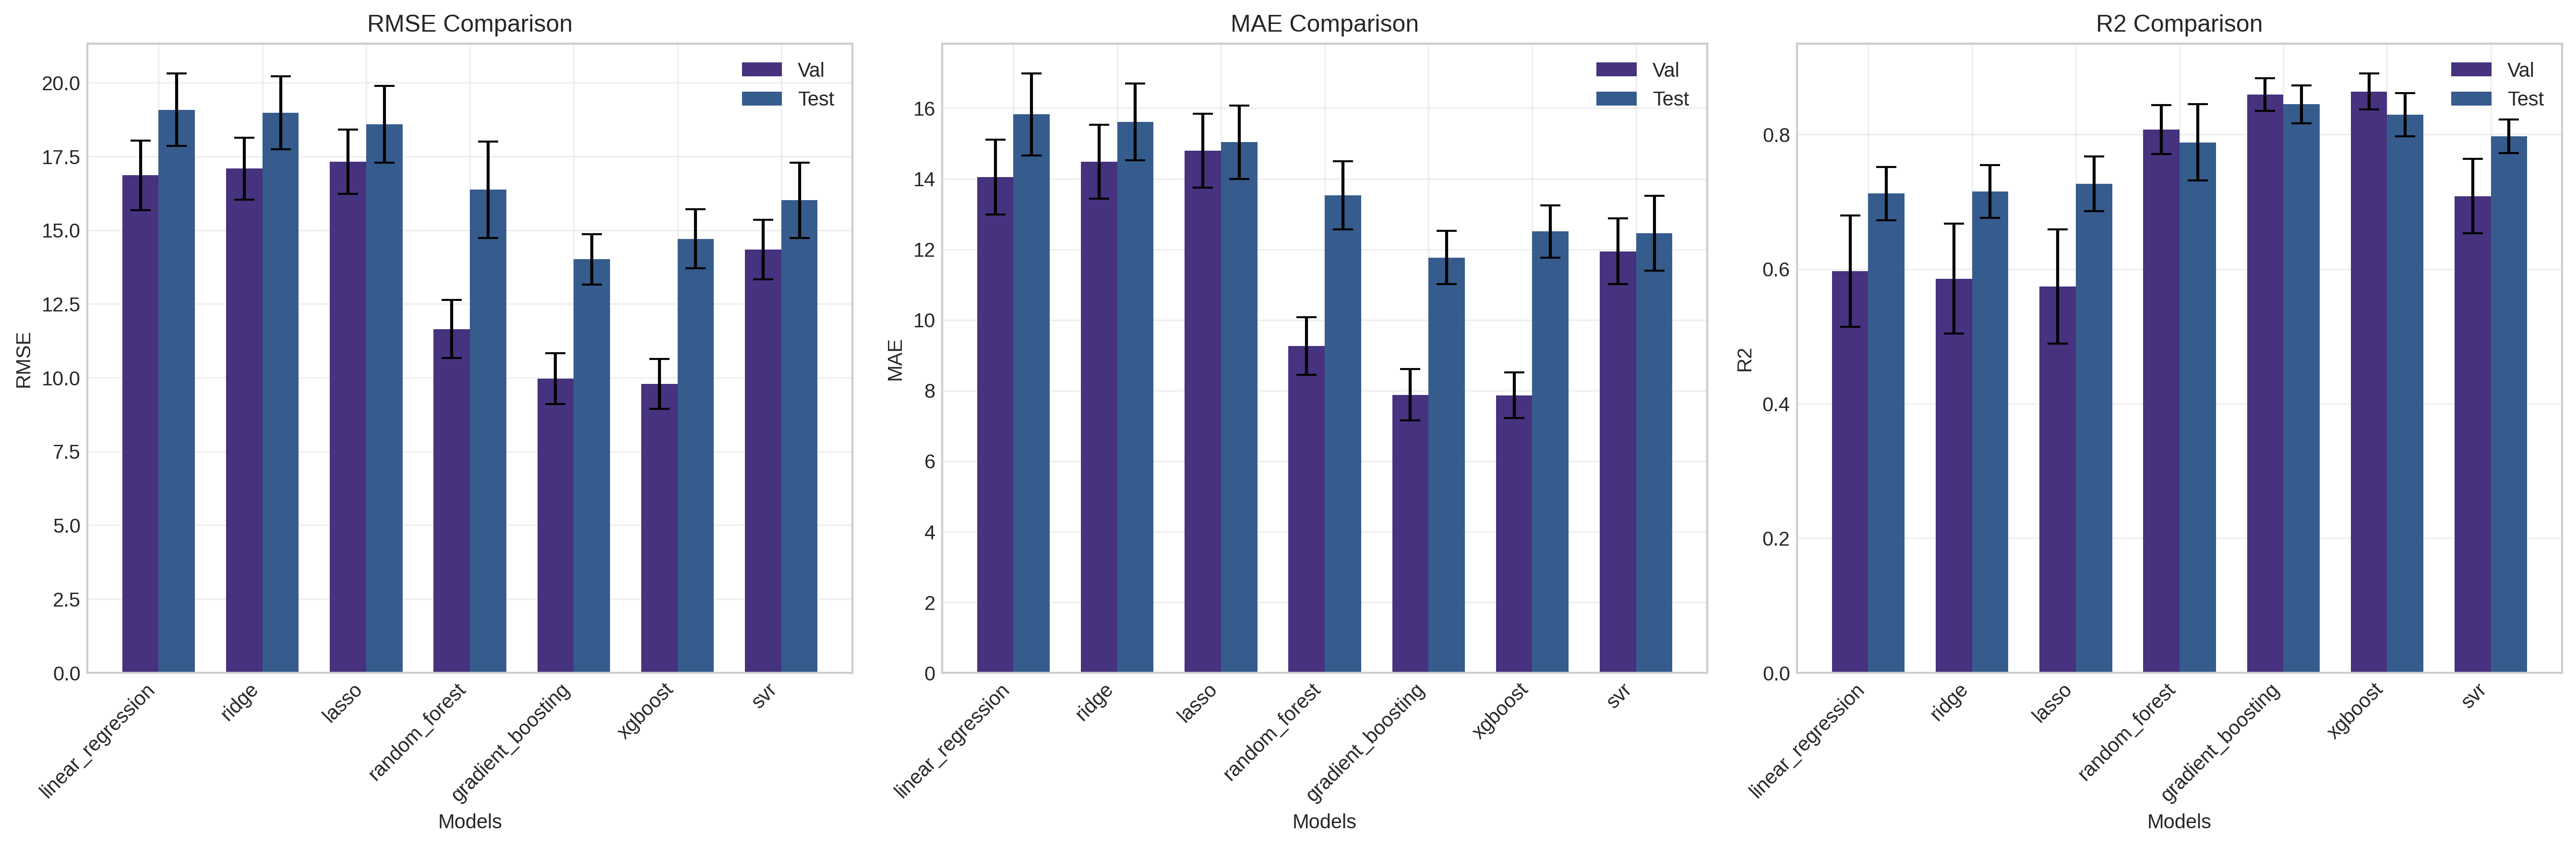 RMSE Comparison
RMSE
20.0
17.5
15.0
12.5
10.0
7.5
5.0
2.5
0.0
Val
Test
linear_regression
ridge
lasso
random_forest
gradient_boosting
xgboost
svr
Models
MAE Comparison
MAE
16
14
12
10
8
6
4
2
0
Val
Test
linear_regression
ridge
lasso
random_forest
gradient_boosting
xgboost
svr
Models
R2 Comparison
R2
0.8
0.6
0.4
0.2
0.0
Val
Test
linear_regression
ridge
lasso
random_forest
gradient_boosting
xgboost
svr
Models